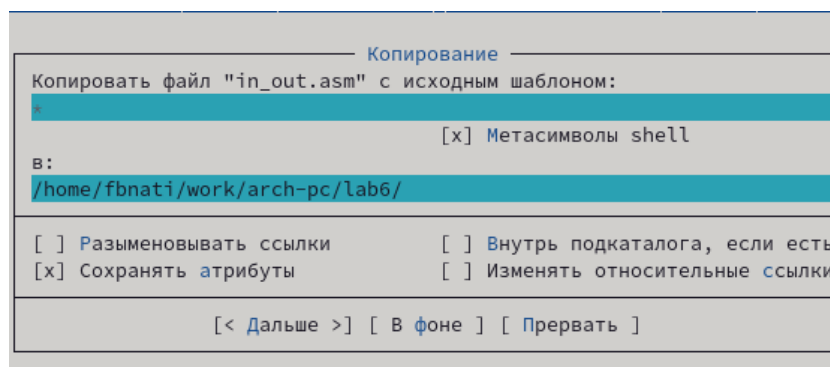 Копирование
Копировать файл "in_out.asm" с исходным шаблоном:
*
[x] Метасимволы shell
в:
/home/fbnati/work/arch-pc/lab6/
[ ] Разыменовывать ссылки [ ] Внутрь подкаталога, если есть
[x] Сохранять атрибуты [ ] Изменять относительные ссылки
[< Дальше >] [ В фоне ] [ Прервать ]